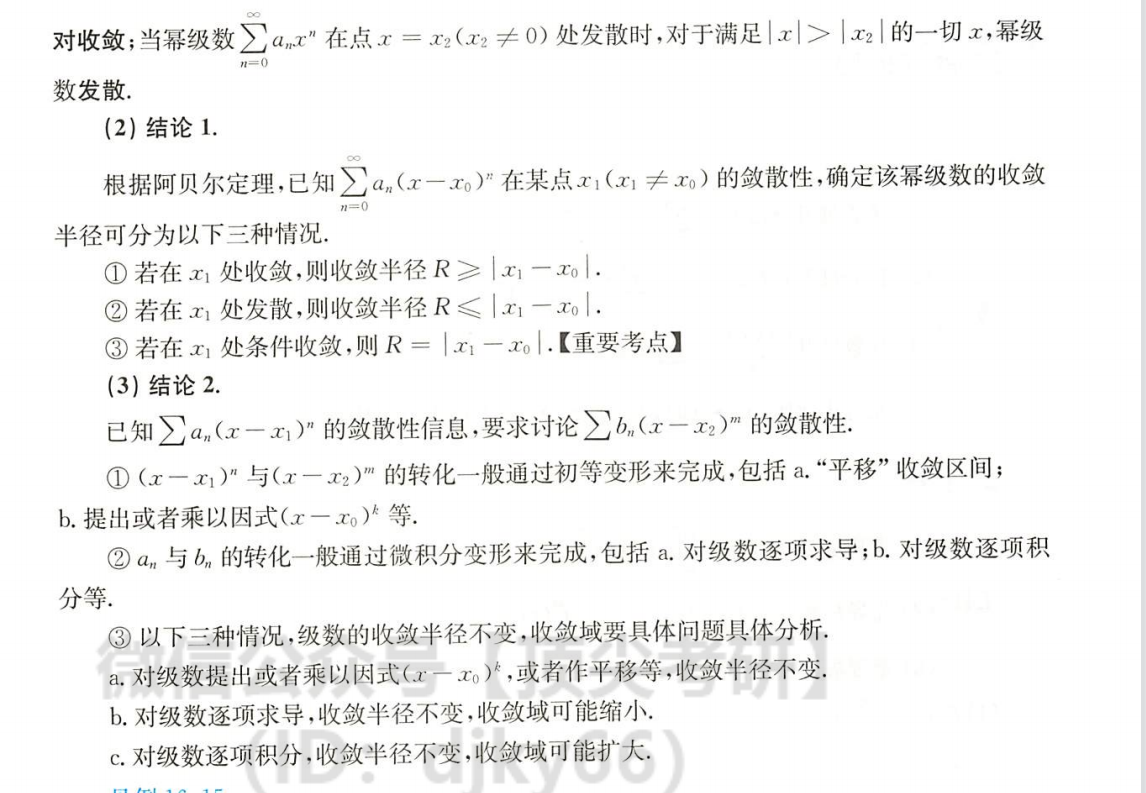 对收敛;当幂级数∑_{n=0}^{∞} a_n x^n 在点 x = x_2(x_2 ≠ 0) 处发散时,对于满足|x|>|x_2|的一切 x,幂级
数发散.
(2) 结论 1.
根据阿贝尔定理,已知∑_{n=0}^{∞} a_n(x-x_0)^n 在某点x_1(x_1 ≠ x_0) 的敛散性,确定该幂级数的收敛
半径可分为以下三种情况.
① 若在 x_1 处收敛,则收敛半径 R ⩾ |x_1 - x_0|.
② 若在 x_1 处发散,则收敛半径 R ⩽ |x_1 - x_0|.
③ 若在 x_1 处条件收敛,则 R = |x_1 - x_0|.【重要考点】
(3) 结论 2.
已知∑a_n(x-x_1)^n 的敛散性信息,要求讨论∑b_n(x-x_2)^m 的敛散性.
① (x-x_1)^n 与(x-x_2)^m 的转化一般通过初等变形来完成,包括 a.“平移”收敛区间;
b. 提出或者乘以因式(x-x_0)^k 等.
② a_n 与 b_n 的转化一般通过微积分变形来完成,包括 a. 对级数逐项求导;b. 对级数逐项积
分等.
③ 以下三种情况,级数的收敛半径不变,收敛域要具体问题具体分析.
a. 对级数提出或者乘以因式(x-x_0)^k,或者作平移等,收敛半径不变.
b. 对级数逐项求导,收敛半径不变,收敛域可能缩小.
c. 对级数逐项积分,收敛半径不变,收敛域可能扩大.
微信公众号【顶尖考研】
(ID: djky66)